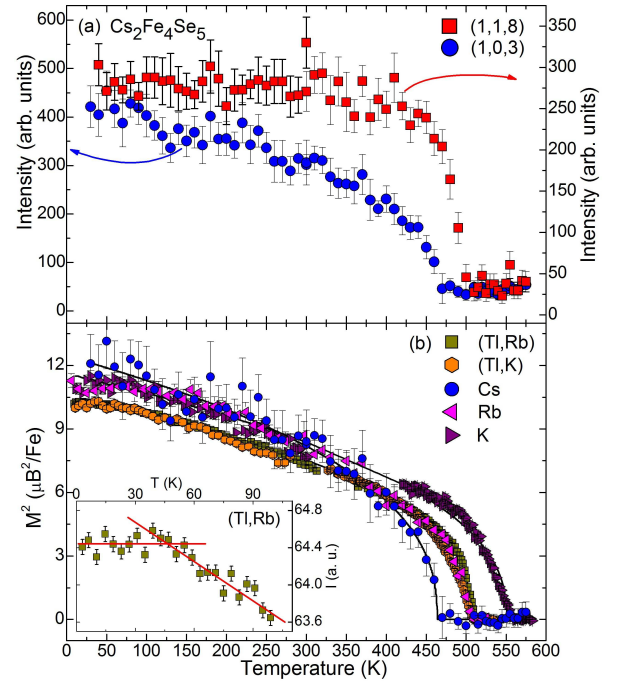 (a) Cs2Fe4Se5
(1,1,8)
(1,0,3)
Intensity (arb. units)
600
500
400
300
400
300
200
100
0
Intensity (arb. units)
350
300
250
200
150
100
50
0
(b)
(Tl,Rb)
(Tl,K)
Cs
Rb
K
M² (μB²/Fe)
12
9
6
3
0
T (K)
0 30 60 90
(Tl,Rb)
I (a. u.)
64.8
64.4
64.0
63.6
0 50 100 150 200 250 300 350 400 450 500 550 600
Temperature (K)